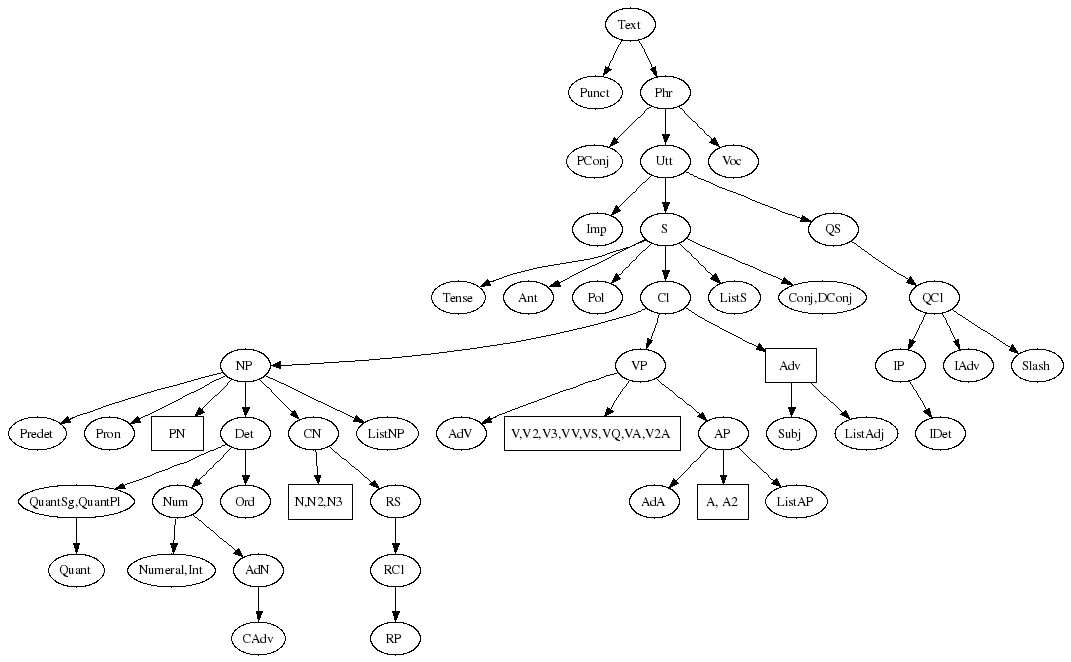 Text
Punct Phr
PConj Utt Voc
Imp S QS
Tense Ant Pol Cl ListS Conj,DConj QCl
NP VP Adv IP IAdv Slash
Predet Pron PN Det CN ListNP AdV V,V2,V3,VV,VS,VQ,VA,V2A AP Subj ListAdj IDet
QuantSg,QuantPl Num Ord N,N2,N3 RS AdA A, A2 ListAP
Quant Numeral,Int AdN RCl
CAdv RP